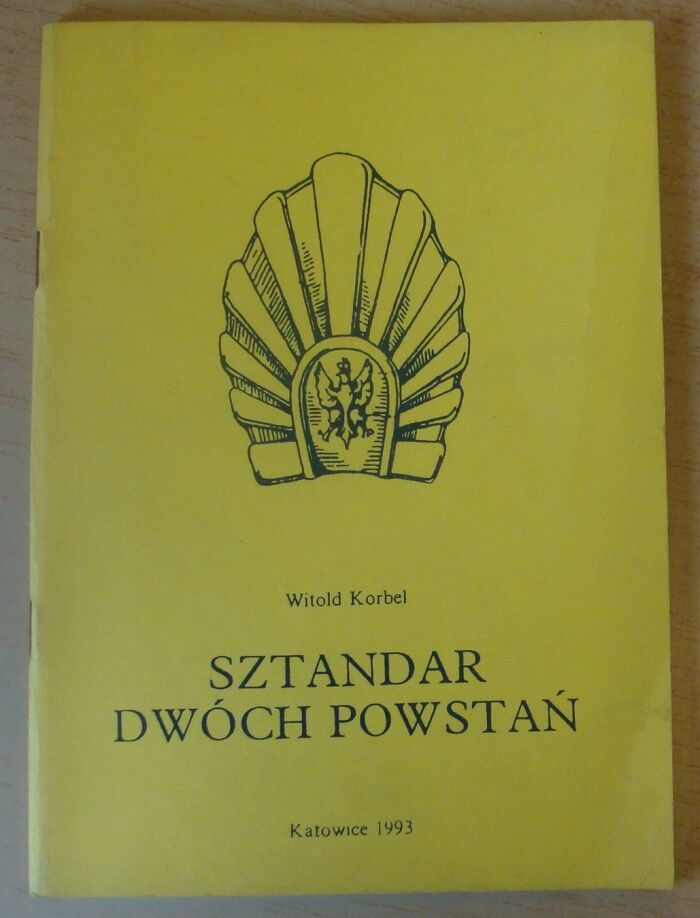 Witold Korbel
SZTANDAR
DWÓCH POWSTAŃ
Katowice 1993